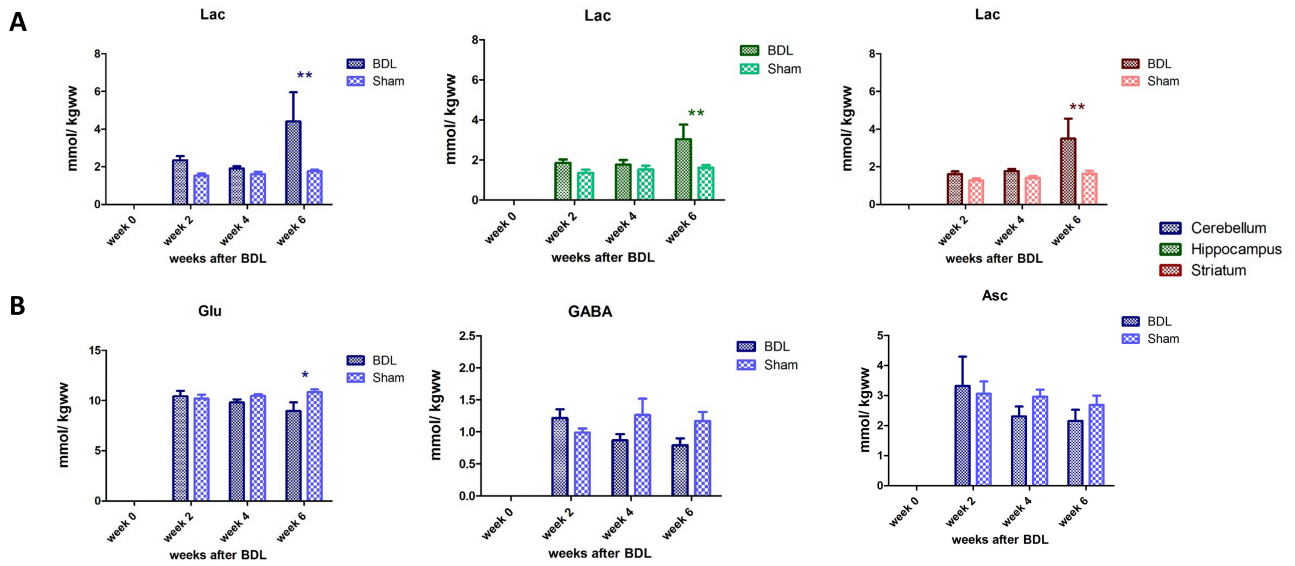 A
Lac
mmol/ kgww
8
6
4
2
0
**
BDL
Sham
week 0
week 2
week 4
week 6
weeks after BDL
Lac
mmol/ kgww
8
6
4
2
0
**
BDL
Sham
week 0
week 2
week 4
week 6
weeks after BDL
Lac
mmol/ kgww
8
6
4
2
0
**
BDL
Sham
week 2
week 4
week 6
weeks after BDL
Cerebellum
Hippocampus
Striatum
B
Glu
mmol/ kgww
15
10
5
0
*
BDL
Sham
week 0
week 2
week 4
week 6
weeks after BDL
GABA
mmol/ kgww
2.5
2.0
1.5
1.0
0.5
0.0
BDL
Sham
week 0
week 2
week 4
week 6
weeks after BDL
Asc
mmol/ kgww
5
4
3
2
1
0
BDL
Sham
week 0
week 2
week 4
week 6
weeks after BDL